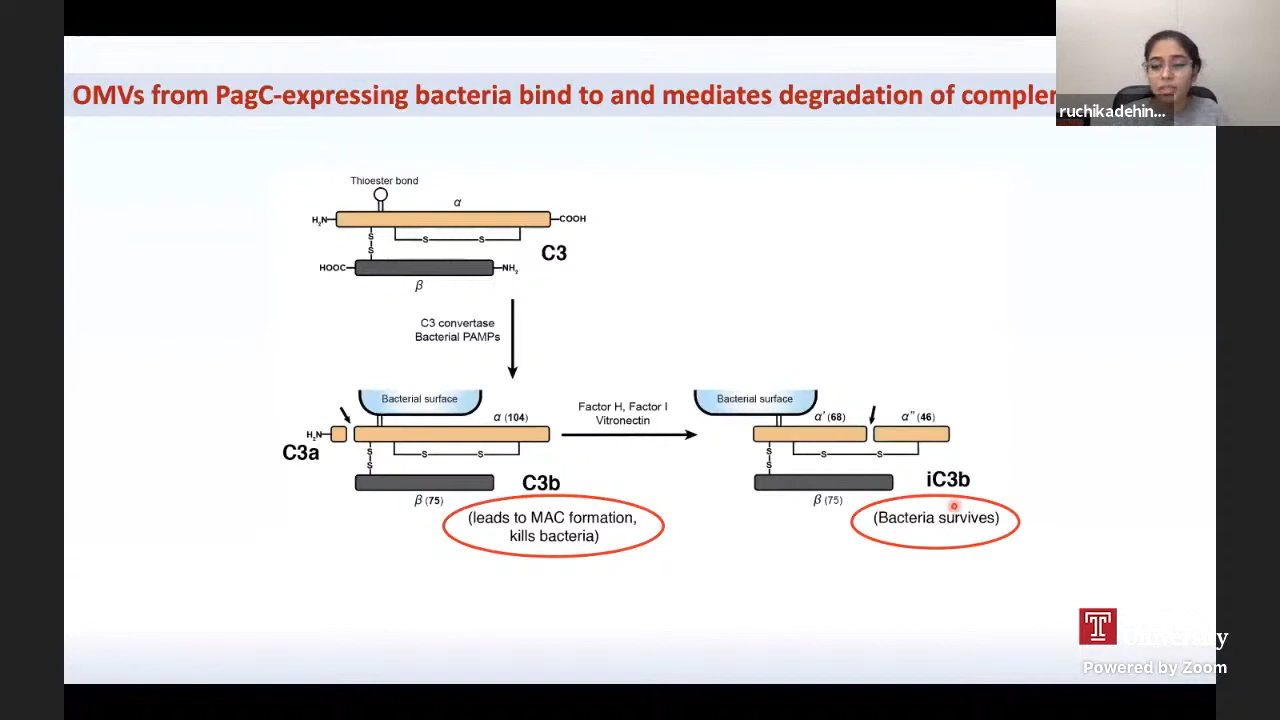 OMVs from PagC-expressing bacteria bind to and mediates degradation of
ruchikadehin...
Thioester bond
α
H2N
COOH
S
S
S
S
C3
HOOC
NH2
β
C3 convertase
Bacterial PAMPs
Bacterial surface
Bacterial surface
α (104)
Factor H, Factor I
Vitronectin
α' (68)
α" (46)
H2N
C3a
S
S
S
S
S
S
S
S
C3b
iC3b
β (75)
β (75)
(leads to MAC formation,
kills bacteria)
(Bacteria survives)
T
University
Powered by Zoom